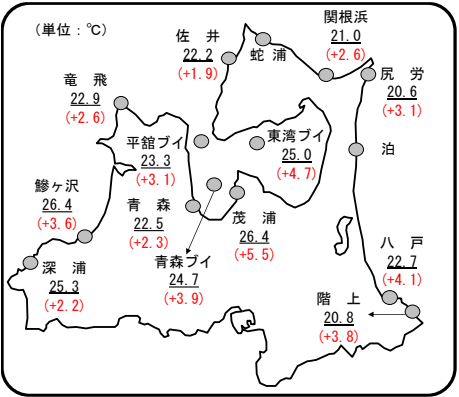 （単位：℃）
関根浜
21.0
(+2.6)
佐 井
22.2
(+1.9)
蛇 浦
尻 労
20.6
(+3.1)
竜 飛
22.9
(+2.6)
平舘ブイ
23.3
(+3.1)
東湾ブイ
25.0
(+4.7)
泊
鰺ヶ沢
26.4
(+3.6)
青 森
22.5
(+2.3)
茂 浦
26.4
(+5.5)
青森ブイ
24.7
(+3.9)
八 戸
22.7
(+4.1)
深 浦
25.3
(+2.2)
階 上
20.8
(+3.8)